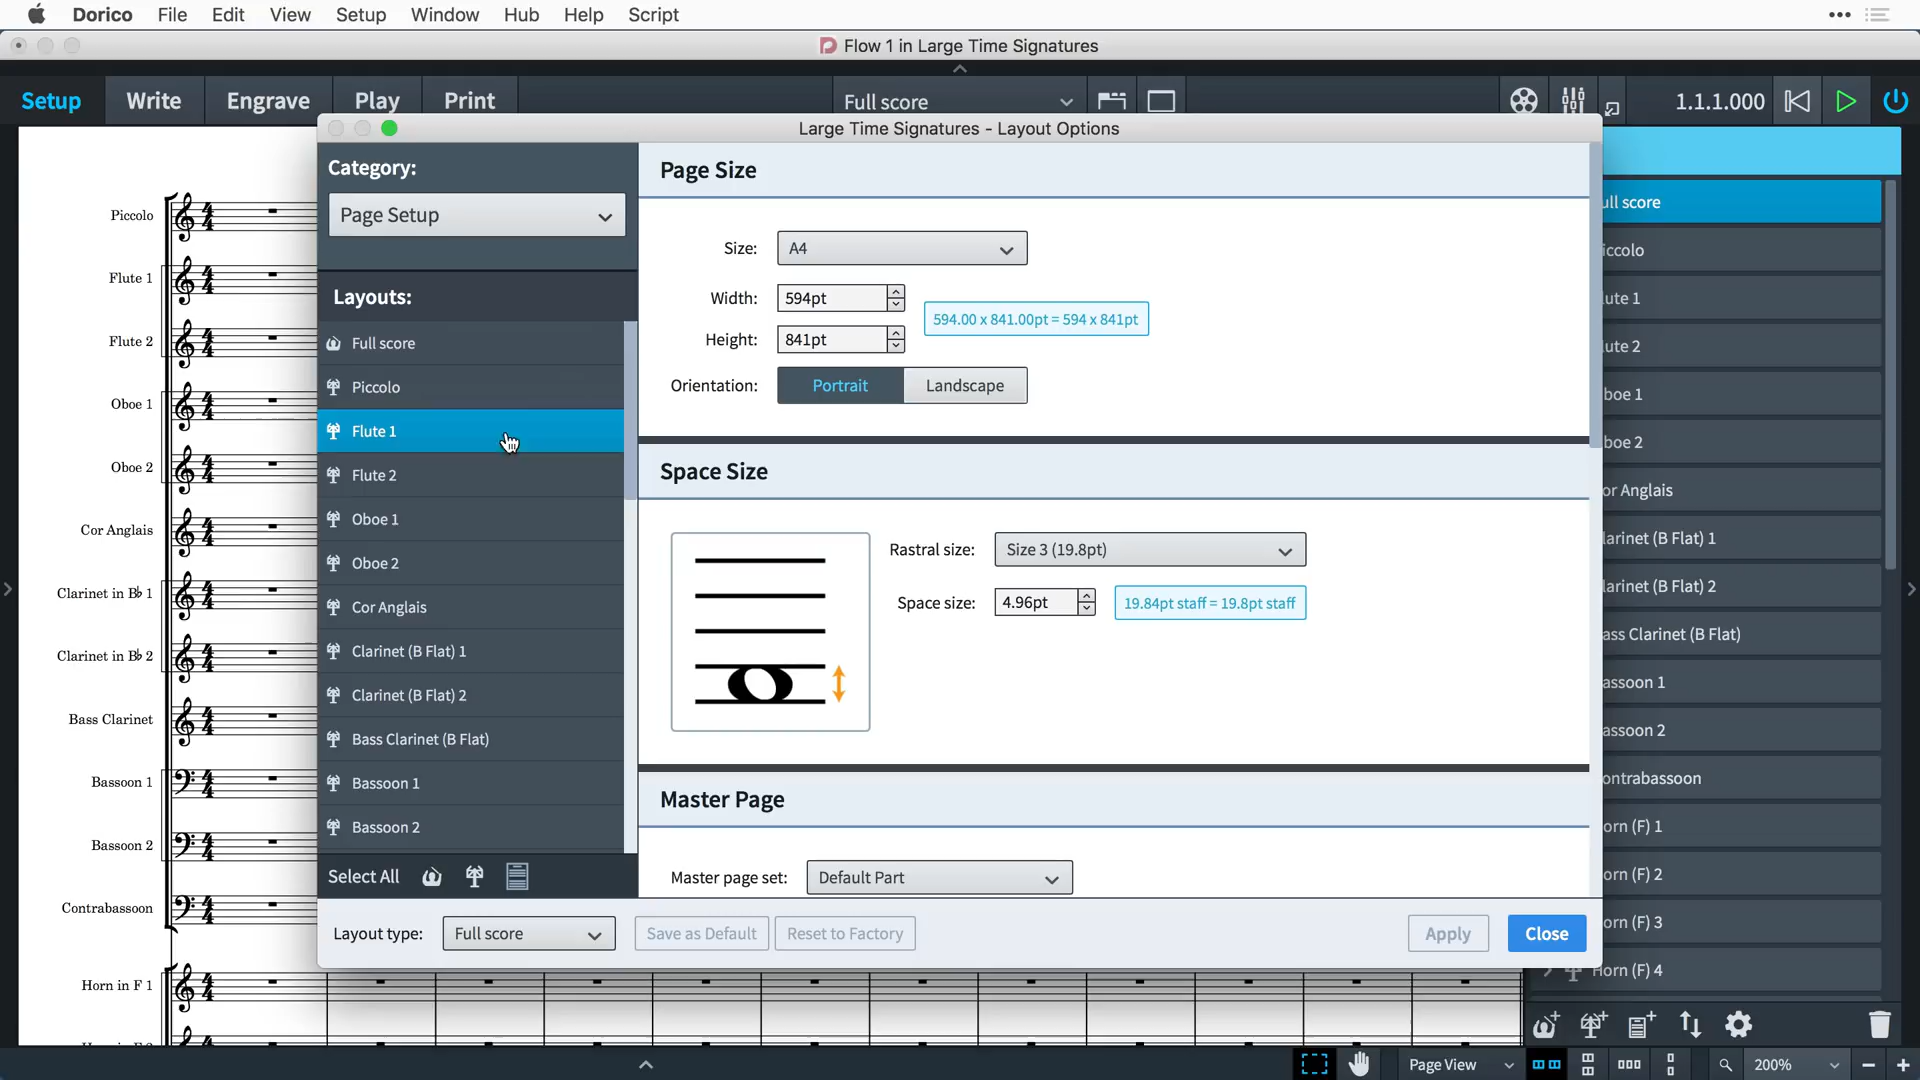 Dorico File Edit View Setup Window Hub Help Script
Flow 1 in Large Time Signatures
Setup Write Engrave Play Print Full score 1.1.1.000
Large Time Signatures - Layout Options
Category:
Page Setup
Layouts:
Full score
Piccolo
Flute 1
Flute 2
Oboe 1
Oboe 2
Cor Anglais
Clarinet (B Flat) 1
Clarinet (B Flat) 2
Bass Clarinet (B Flat)
Bassoon 1
Bassoon 2
Select All
Page Size
Size: A4
Width: 594pt
594.00 x 841.00pt = 594 x 841pt
Height: 841pt
Orientation: Portrait Landscape
Space Size
Rastral size: Size 3 (19.8pt)
Space size: 4.96pt 19.84pt staff = 19.8pt staff
Master Page
Master page set: Default Part
Layout type: Full score Save as Default Reset to Factory Apply Close
Piccolo
Flute 1
Flute 2
Oboe 1
Oboe 2
Cor Anglais
Clarinet in B♭ 1
Clarinet in B♭ 2
Bass Clarinet
Bassoon 1
Bassoon 2
Contrabassoon
Horn in F 1
ull score
iccolo
ute 1
ute 2
boe 1
boe 2
or Anglais
larinet (B Flat) 1
larinet (B Flat) 2
ass Clarinet (B Flat)
assoon 1
assoon 2
ontrabassoon
orn (F) 1
orn (F) 2
orn (F) 3
Horn (F) 4
Page View 200%